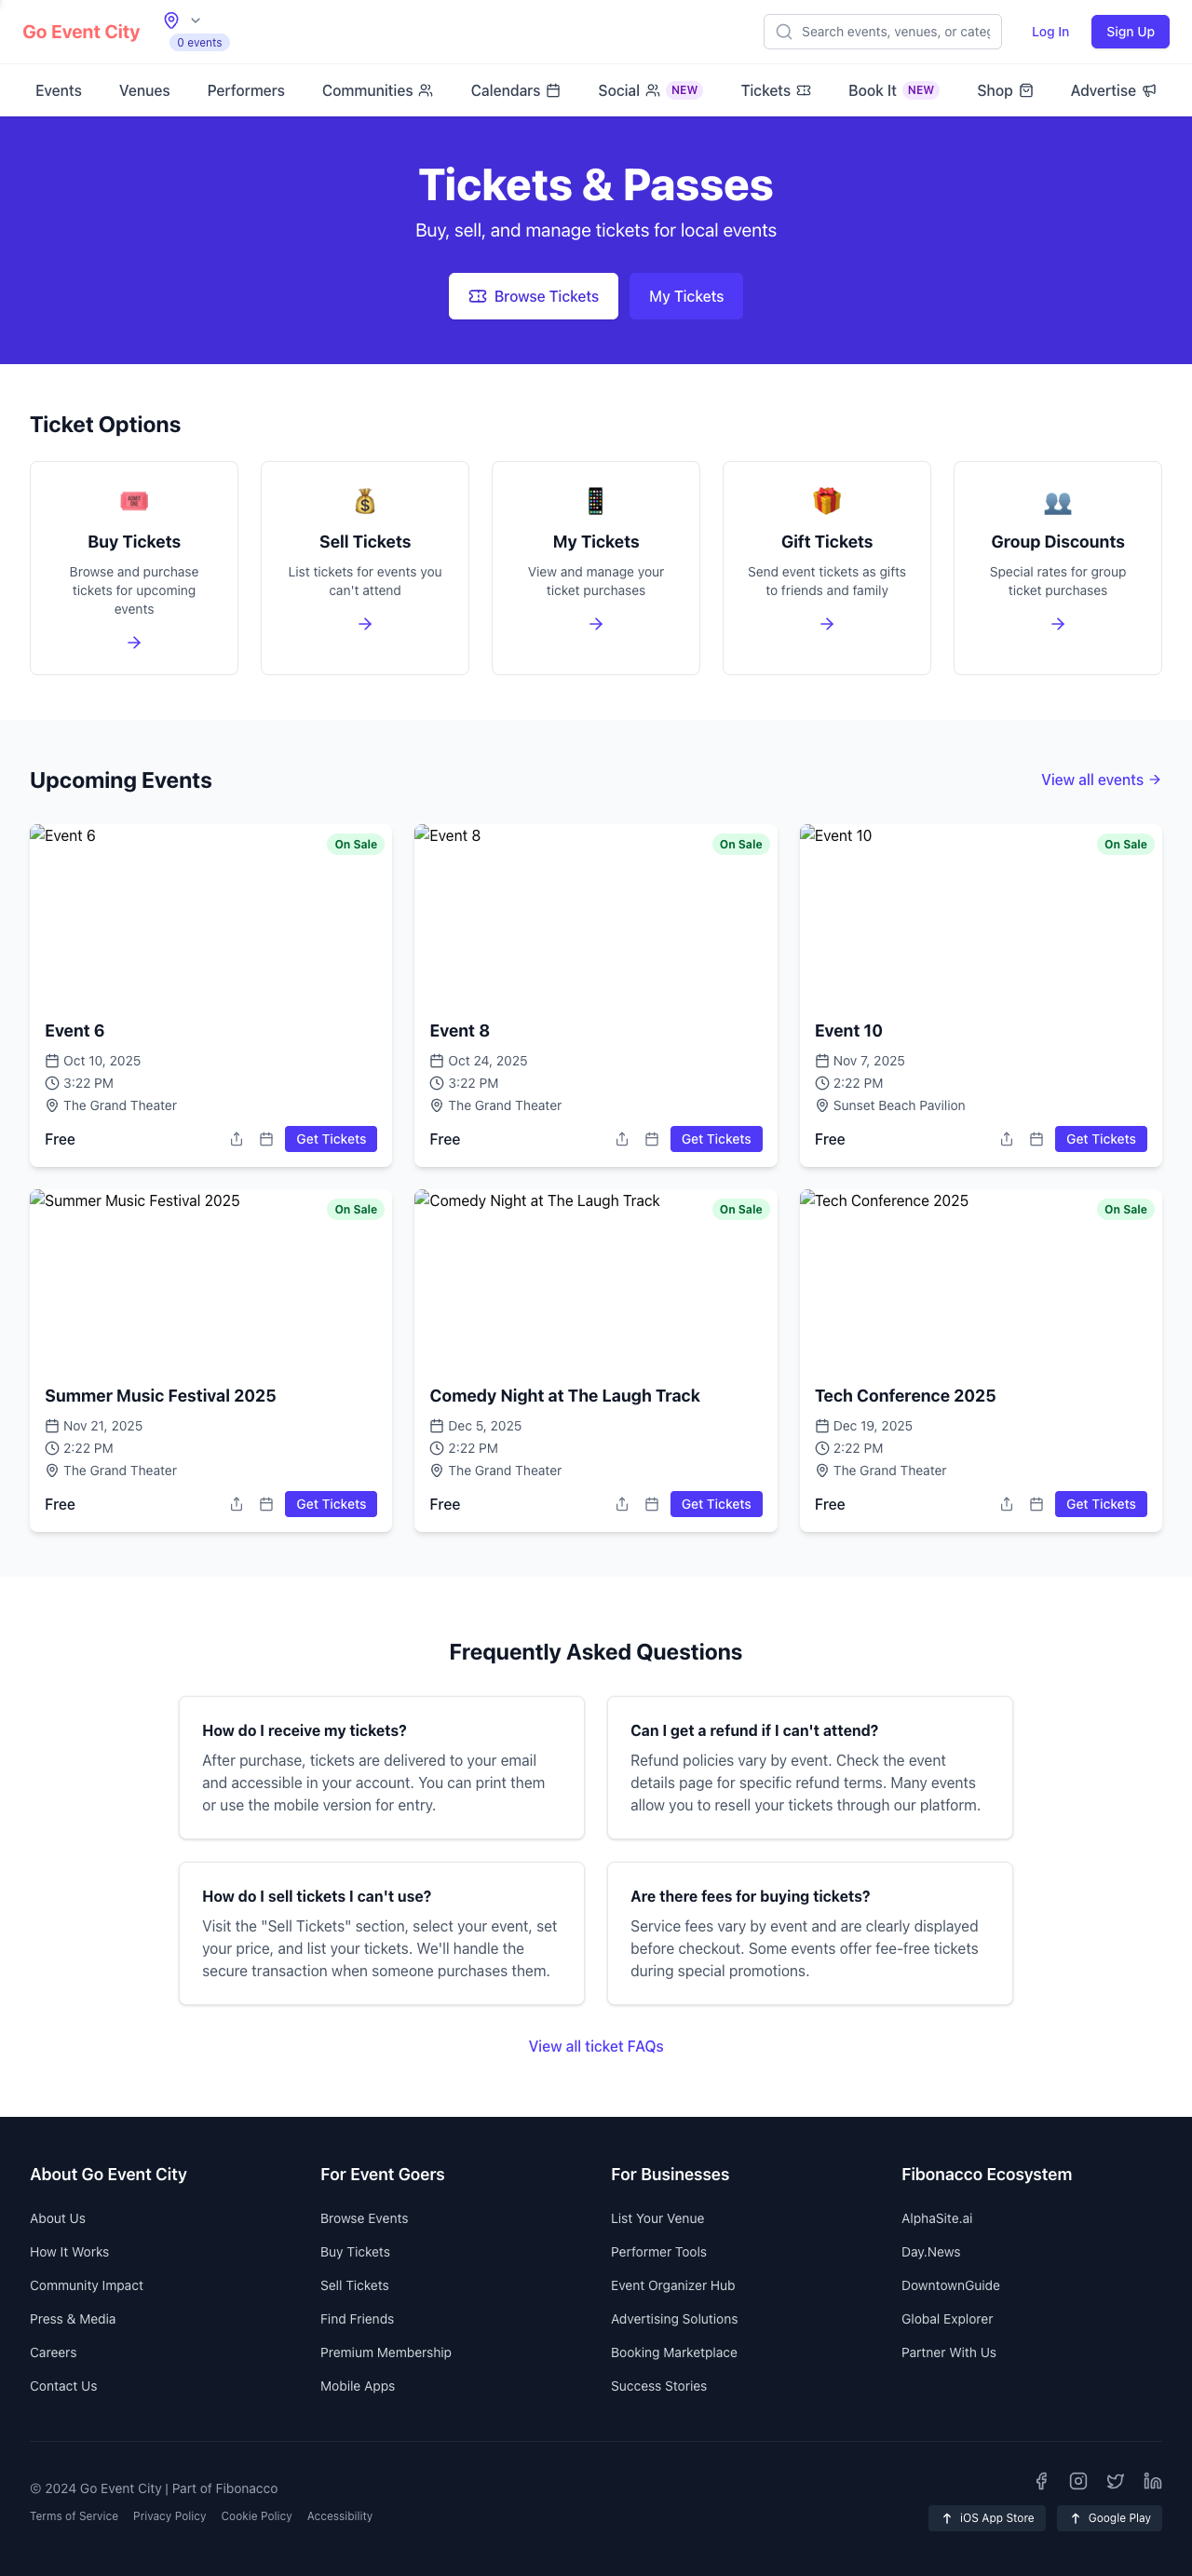 Go Event City
0 events
Search events, venues, or categ
Log In
Sign Up
Events
Venues
Performers
Communities
Calendars
Social NEW
Tickets
Book It NEW
Shop
Advertise
Tickets & Passes
Buy, sell, and manage tickets for local events
Browse Tickets
My Tickets
Ticket Options
ADMIT
ONE
Buy Tickets
Browse and purchase
tickets for upcoming
events
Sell Tickets
List tickets for events you
can't attend
My Tickets
View and manage your
ticket purchases
Gift Tickets
Send event tickets as gifts
to friends and family
Group Discounts
Special rates for group
ticket purchases
Upcoming Events
View all events
Event 6
On Sale
Event 6
Oct 10, 2025
3:22 PM
The Grand Theater
Free
Get Tickets
Event 8
On Sale
Event 8
Oct 24, 2025
3:22 PM
The Grand Theater
Free
Get Tickets
Event 10
On Sale
Event 10
Nov 7, 2025
2:22 PM
Sunset Beach Pavilion
Free
Get Tickets
Summer Music Festival 2025
On Sale
Summer Music Festival 2025
Nov 21, 2025
2:22 PM
The Grand Theater
Free
Get Tickets
Comedy Night at The Laugh Track
On Sale
Comedy Night at The Laugh Track
Dec 5, 2025
2:22 PM
The Grand Theater
Free
Get Tickets
Tech Conference 2025
On Sale
Tech Conference 2025
Dec 19, 2025
2:22 PM
The Grand Theater
Free
Get Tickets
Frequently Asked Questions
How do I receive my tickets?
After purchase, tickets are delivered to your email
and accessible in your account. You can print them
or use the mobile version for entry.
Can I get a refund if I can't attend?
Refund policies vary by event. Check the event
details page for specific refund terms. Many events
allow you to resell your tickets through our platform.
How do I sell tickets I can't use?
Visit the "Sell Tickets" section, select your event, set
your price, and list your tickets. We'll handle the
secure transaction when someone purchases them.
Are there fees for buying tickets?
Service fees vary by event and are clearly displayed
before checkout. Some events offer fee-free tickets
during special promotions.
View all ticket FAQs
About Go Event City
About Us
How It Works
Community Impact
Press & Media
Careers
Contact Us
For Event Goers
Browse Events
Buy Tickets
Sell Tickets
Find Friends
Premium Membership
Mobile Apps
For Businesses
List Your Venue
Performer Tools
Event Organizer Hub
Advertising Solutions
Booking Marketplace
Success Stories
Fibonacco Ecosystem
AlphaSite.ai
Day.News
DowntownGuide
Global Explorer
Partner With Us
© 2024 Go Event City | Part of Fibonacco
Terms of Service
Privacy Policy
Cookie Policy
Accessibility
iOS App Store
Google Play